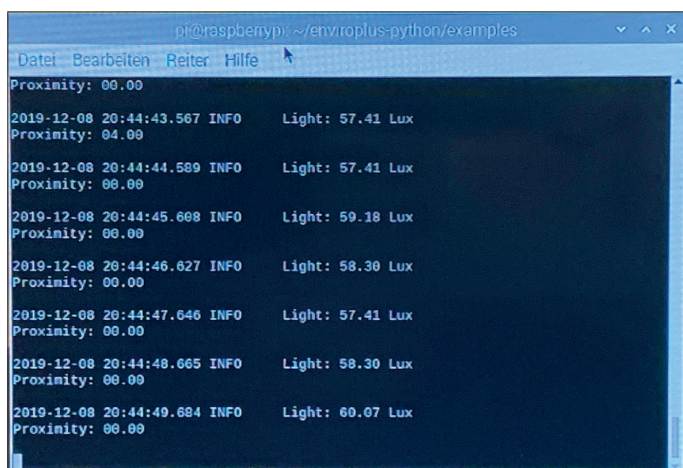 pi@raspberrypi: ~/enviroplus-python/examples
Datei Bearbeiten Reiter Hilfe
Proximity: 00.00
2019-12-08 20:44:43.567 INFO Light: 57.41 Lux
Proximity: 04.00
2019-12-08 20:44:44.589 INFO Light: 57.41 Lux
Proximity: 00.00
2019-12-08 20:44:45.608 INFO Light: 59.18 Lux
Proximity: 00.00
2019-12-08 20:44:46.627 INFO Light: 58.30 Lux
Proximity: 00.00
2019-12-08 20:44:47.646 INFO Light: 57.41 Lux
Proximity: 00.00
2019-12-08 20:44:48.665 INFO Light: 58.30 Lux
Proximity: 00.00
2019-12-08 20:44:49.684 INFO Light: 60.07 Lux
Proximity: 00.00